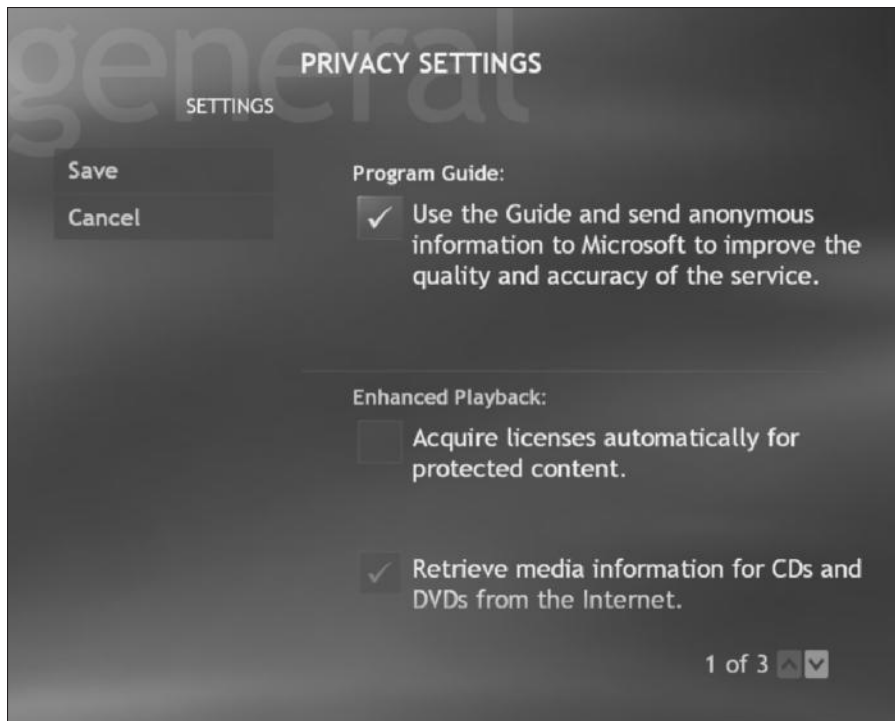 general
PRIVACY SETTINGS
SETTINGS
Save
Cancel
Program Guide:
Use the Guide and send anonymous
information to Microsoft to improve the
quality and accuracy of the service.
Enhanced Playback:
Acquire licenses automatically for
protected content.
Retrieve media information for CDs and
DVDs from the Internet.
1 of 3